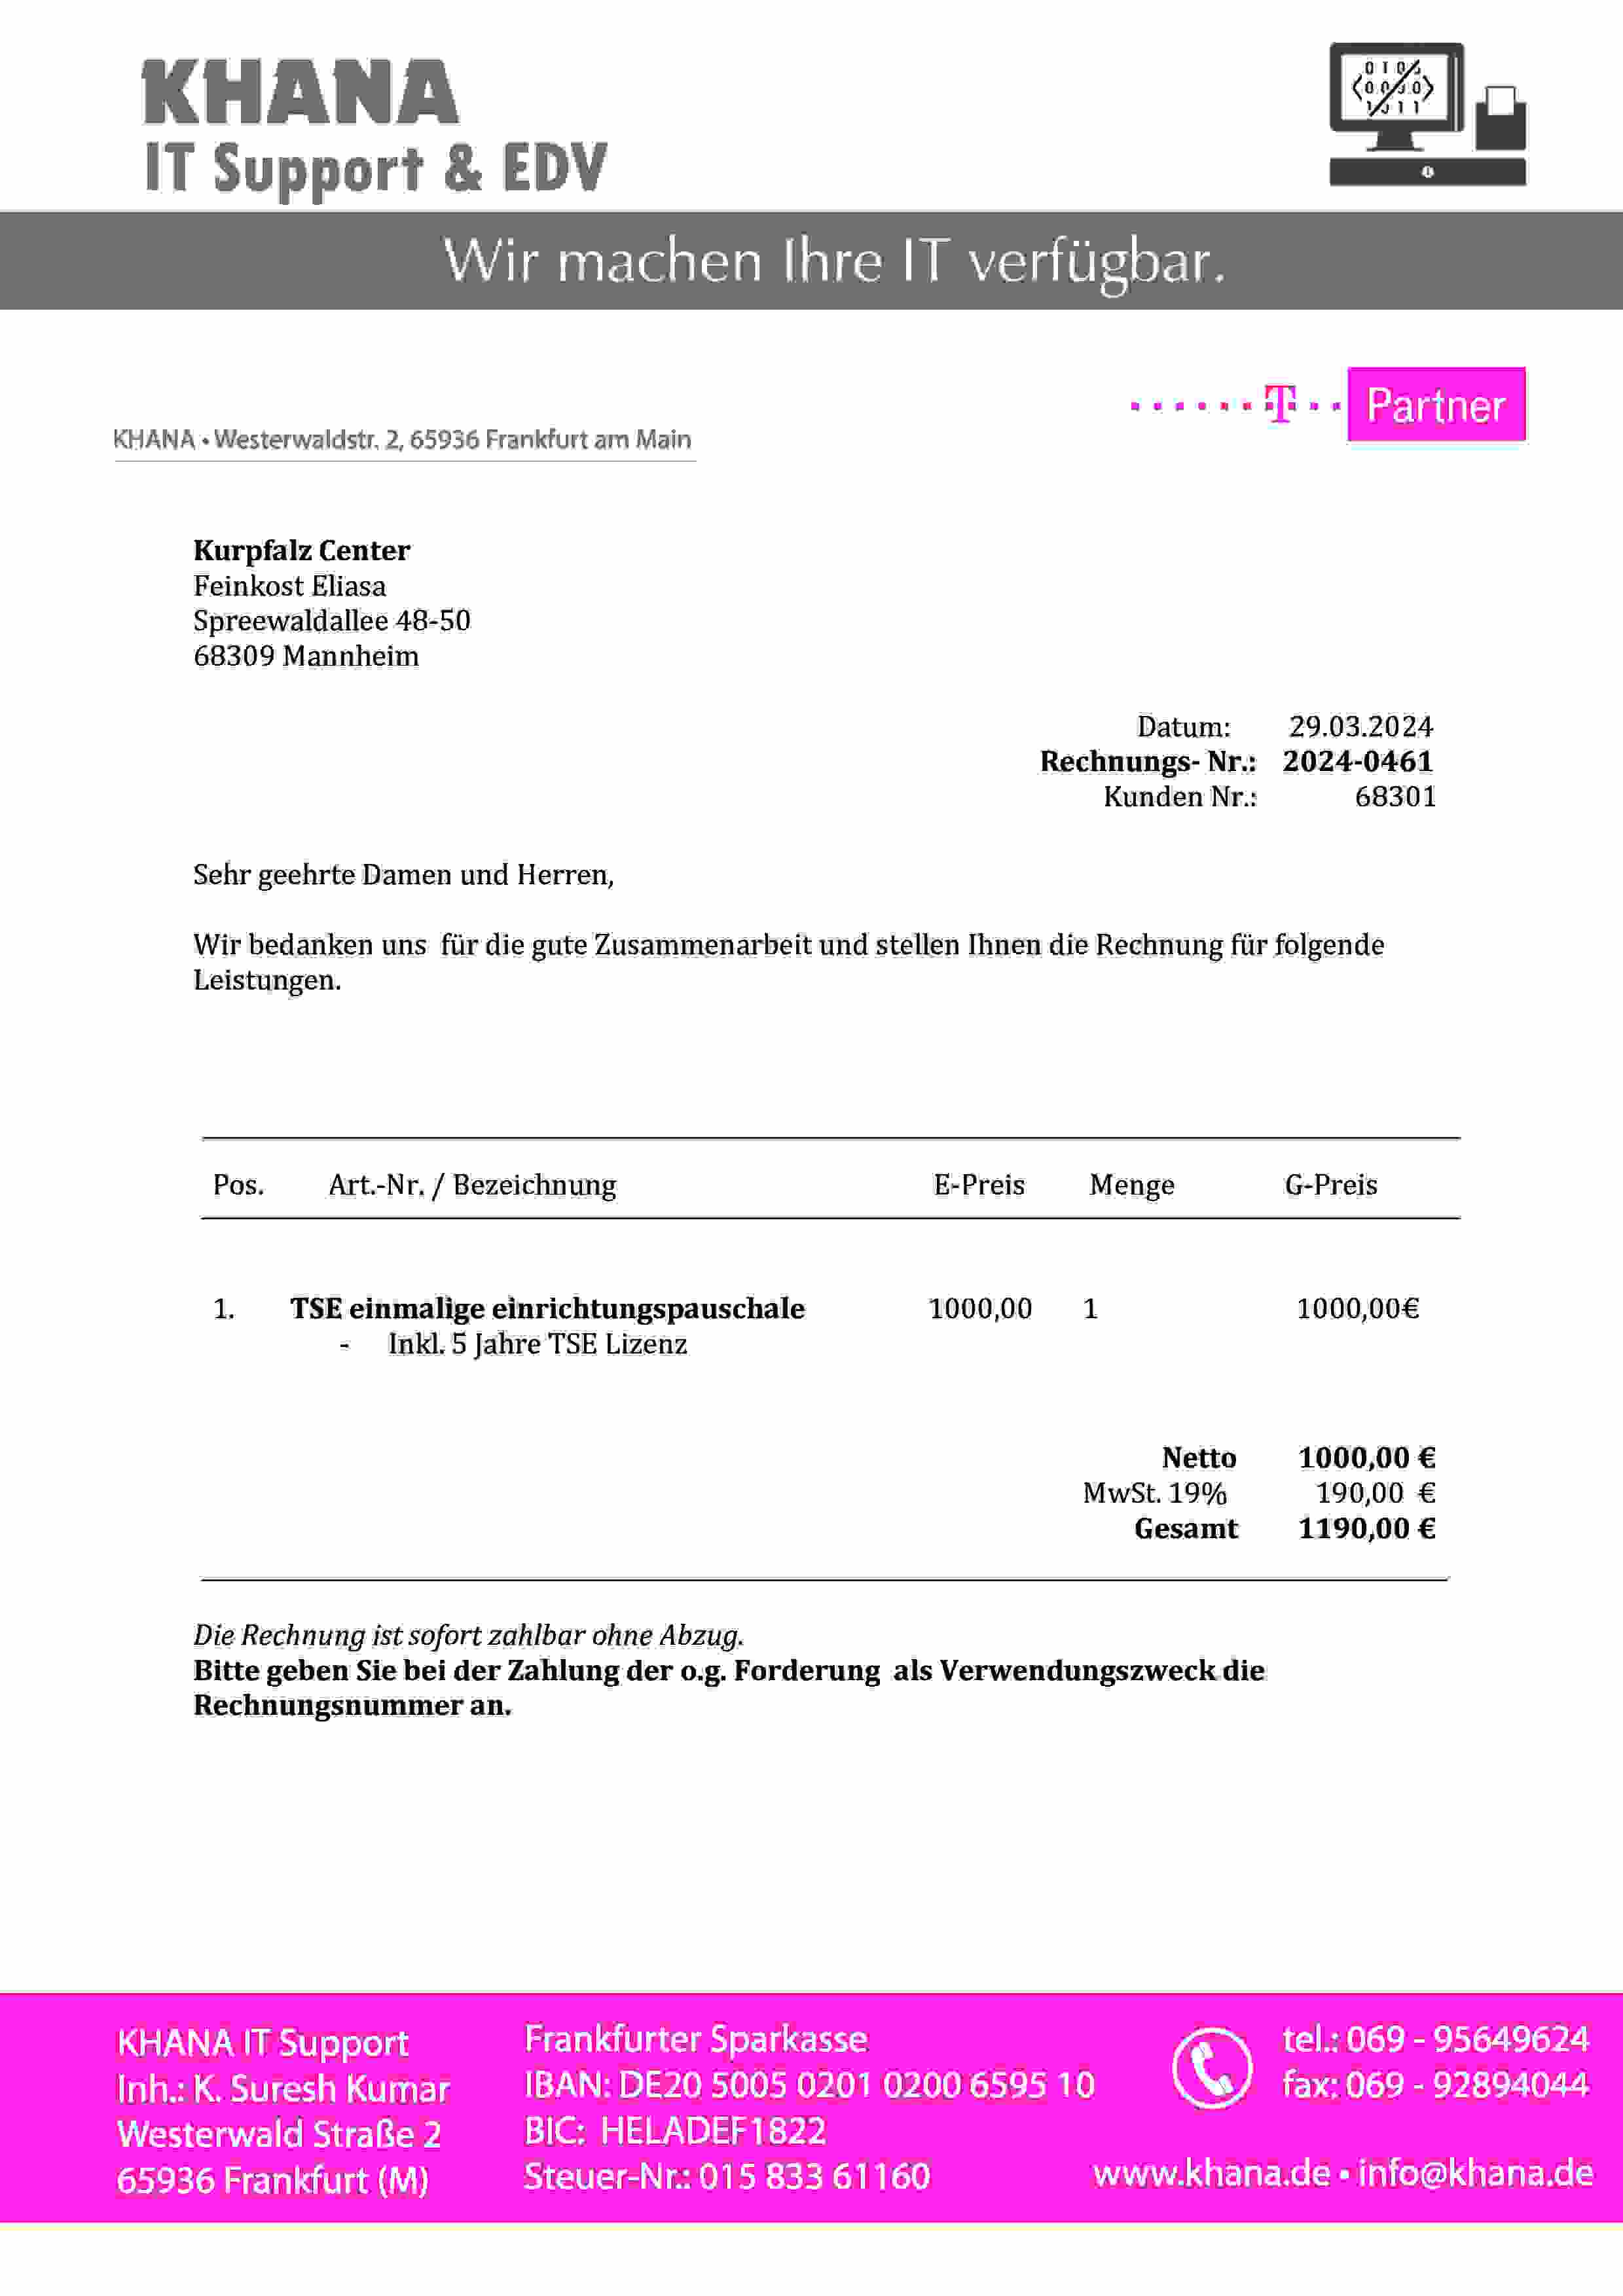 KHANA
IT Support & EDV
Wir machen Ihre IT verfügbar.
T Partner
KHANA • Westerwaldstr. 2, 65936 Frankfurt am Main
Kurpfalz Center
Feinkost Eliasa
Spreewaldallee 48-50
68309 Mannheim
Datum: 29.03.2024
Rechnungs- Nr.: 2024-0461
Kunden Nr.: 68301
Sehr geehrte Damen und Herren,
Wir bedanken uns für die gute Zusammenarbeit und stellen Ihnen die Rechnung für folgende
Leistungen.
Pos. Art.-Nr. / Bezeichnung E-Preis Menge G-Preis
1. TSE einmalige einrichtungspauschale 1000,00 1 1000,00€
- Inkl. 5 Jahre TSE Lizenz
Netto 1000,00 €
MwSt. 19% 190,00 €
Gesamt 1190,00 €
Die Rechnung ist sofort zahlbar ohne Abzug.
Bitte geben Sie bei der Zahlung der o.g. Forderung als Verwendungszweck die
Rechnungsnummer an.
KHANA IT Support
Inh.: K. Suresh Kumar
Westerwald Straße 2
65936 Frankfurt (M)
Frankfurter Sparkasse
IBAN: DE20 5005 0201 0200 6595 10
BIC: HELADEF1822
Steuer-Nr.: 015 833 61160
tel.: 069 - 95649624
fax: 069 - 92894044
www.khana.de • info@khana.de